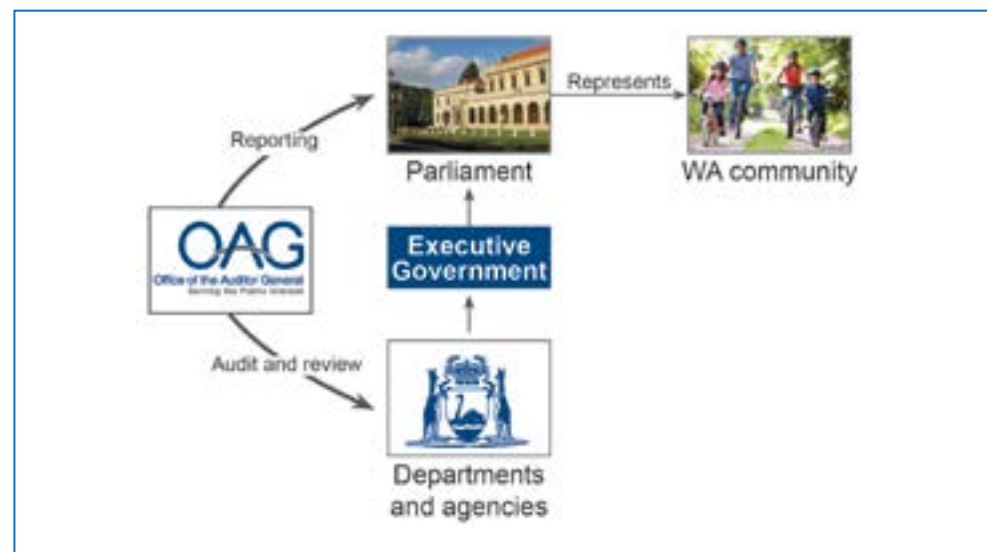 Represents
Reporting
Parliament
WA community
OAG
Office of the Auditor General
Serving the Public Interest
Executive
Government
Audit and review
Departments
and agencies